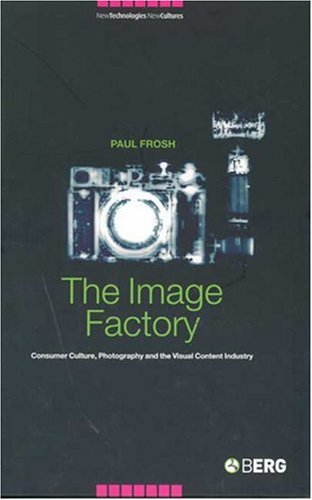 NewTechnologies NewCultures
PAUL FROSH
The Image
Factory
Consumer Culture, Photography and the Visual Content Industry
BERG